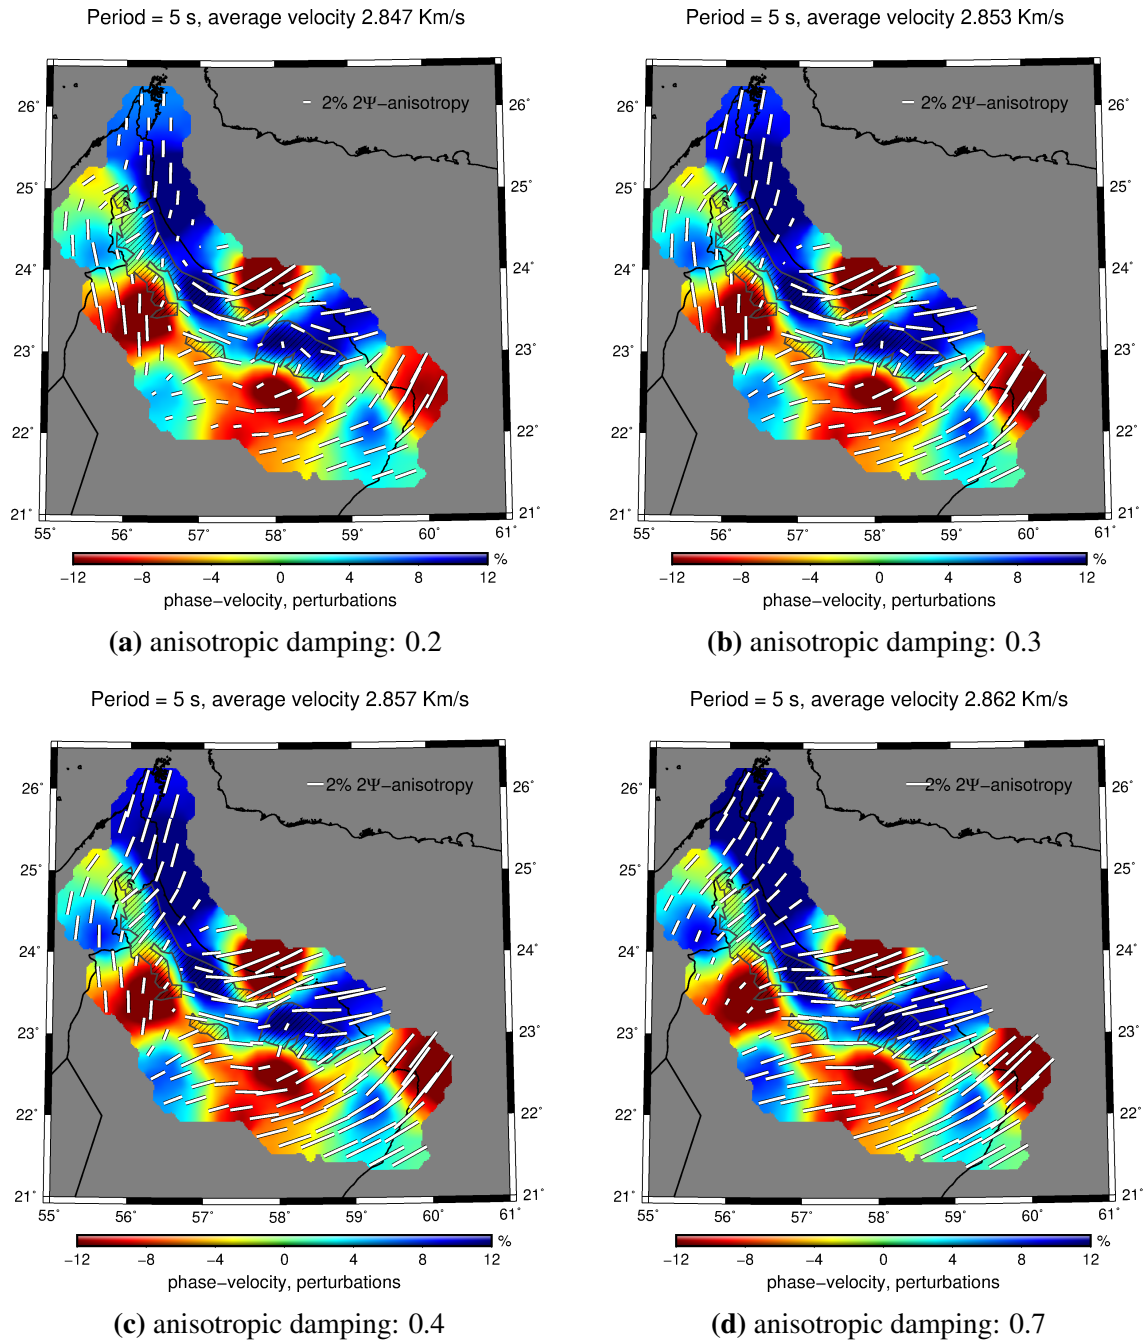 Period = 5 s, average velocity 2.847 Km/s
Period = 5 s, average velocity 2.853 Km/s
2% 2Ψ−anisotropy
2% 2Ψ−anisotropy
26˚ 26˚ 26˚ 26˚
25˚ 25˚ 25˚ 25˚
24˚ 24˚ 24˚ 24˚
23˚ 23˚ 23˚ 23˚
22˚ 22˚ 22˚ 22˚
21˚ 21˚ 21˚ 21˚
55˚ 56˚ 57˚ 58˚ 59˚ 60˚ 61˚
55˚ 56˚ 57˚ 58˚ 59˚ 60˚ 61˚
−12 −8 −4 0 4 8 12 %
−12 −8 −4 0 4 8 12 %
phase−velocity, perturbations
phase−velocity, perturbations
(a) anisotropic damping: 0.2
(b) anisotropic damping: 0.3
Period = 5 s, average velocity 2.857 Km/s
Period = 5 s, average velocity 2.862 Km/s
2% 2Ψ−anisotropy
2% 2Ψ−anisotropy
26˚ 26˚ 26˚ 26˚
25˚ 25˚ 25˚ 25˚
24˚ 24˚ 24˚ 24˚
23˚ 23˚ 23˚ 23˚
22˚ 22˚ 22˚ 22˚
21˚ 21˚ 21˚ 21˚
55˚ 56˚ 57˚ 58˚ 59˚ 60˚ 61˚
55˚ 56˚ 57˚ 58˚ 59˚ 60˚ 61˚
−12 −8 −4 0 4 8 12 %
−12 −8 −4 0 4 8 12 %
phase−velocity, perturbations
phase−velocity, perturbations
(c) anisotropic damping: 0.4
(d) anisotropic damping: 0.7